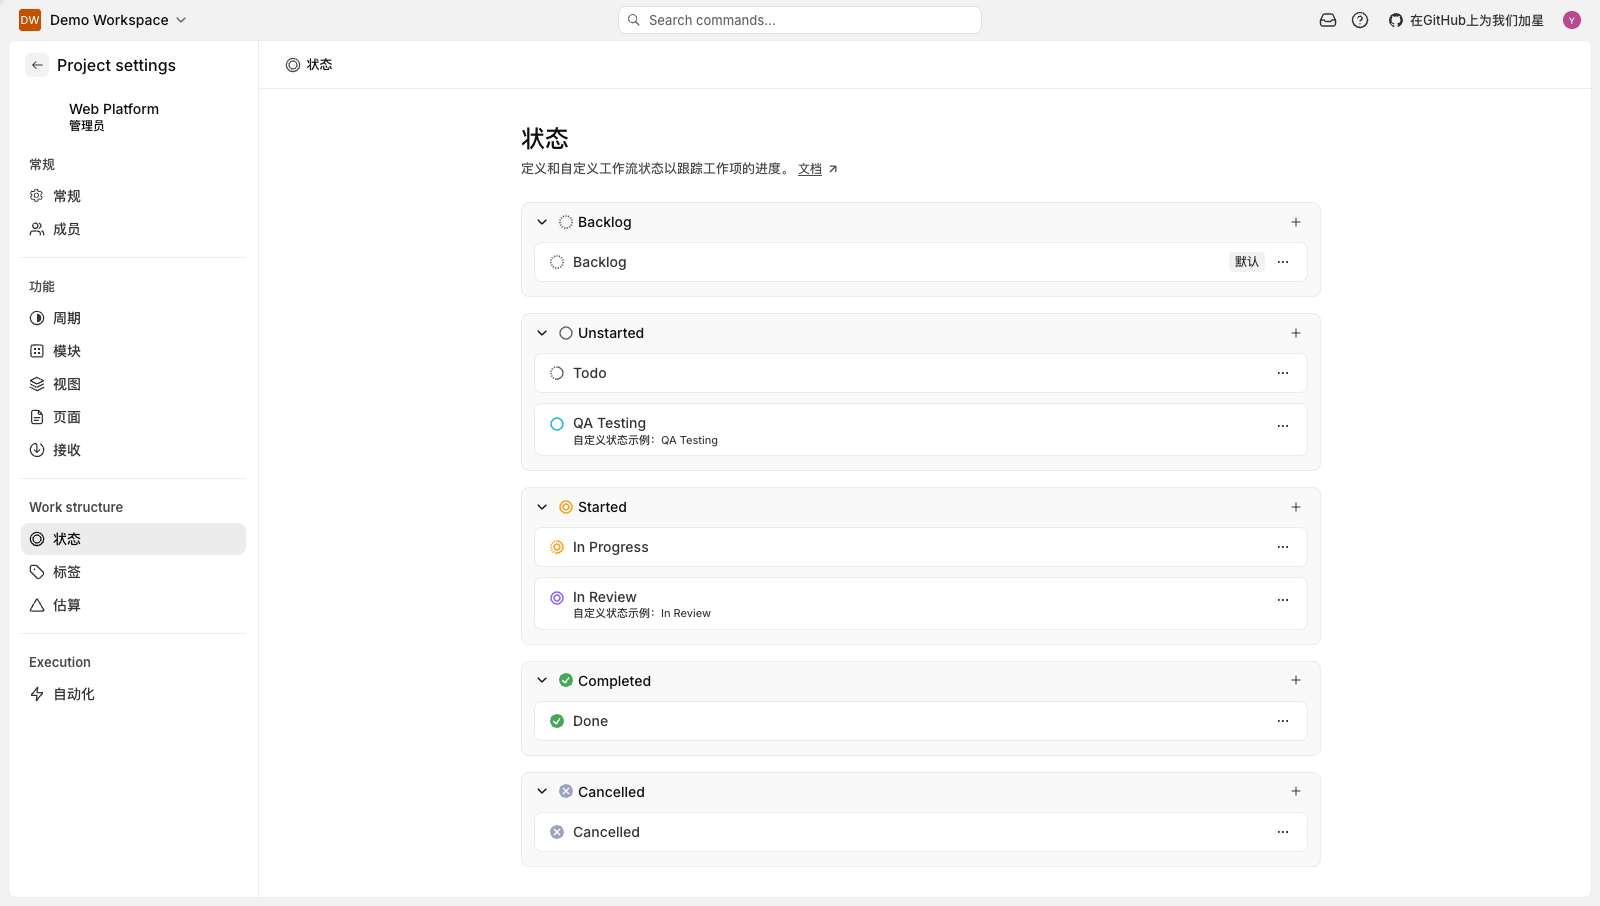 DW Demo Workspace
Search commands...
在GitHub上为我们加星
Y
Project settings
Web Platform
管理员
常规
常规
成员
功能
周期
模块
视图
页面
接收
Work structure
状态
标签
估算
Execution
自动化
状态
状态
定义和自定义工作流状态以跟踪工作项的进度。 文档
Backlog
Backlog
默认
Unstarted
Todo
QA Testing
自定义状态示例：QA Testing
Started
In Progress
In Review
自定义状态示例：In Review
Completed
Done
Cancelled
Cancelled